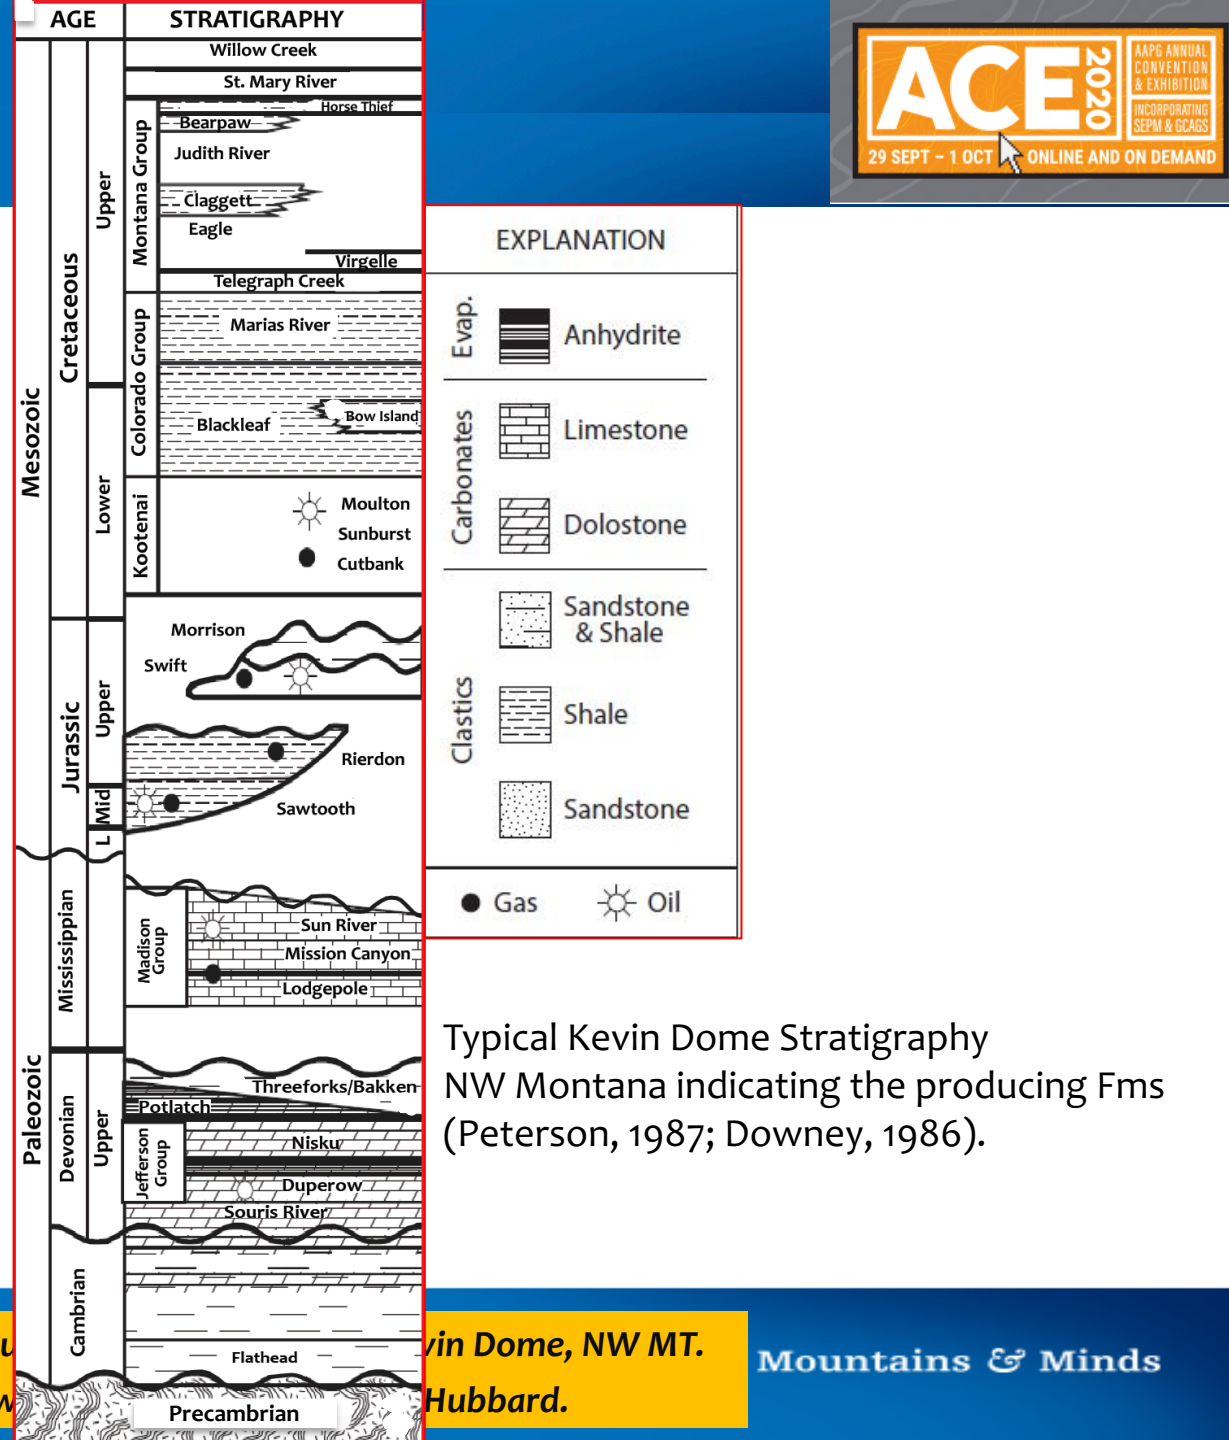 AGE
STRATIGRAPHY
Willow Creek
St. Mary River
Horse Thief
Bearpaw
Judith River
Claggett
Eagle
Virgelle
Telegraph Creek
Marias River
Blackleaf
Bow Island
Moulton
Sunburst
Cutbank
Morrison
Swift
Rierdon
Sawtooth
Sun River
Mission Canyon
Lodgepole
Threeforks/Bakken
Potlatch
Nisku
Duperow
Souris River
Flathead
Precambrian
Mesozoic
Paleozoic
Cretaceous
Jurassic
Mississippian
Devonian
Cambrian
Upper
Lower
Upper
Mid
L
Upper
Montana Group
Colorado Group
Kootenai
Madison
Group
Jefferson
Group
EXPLANATION
Evap.
Anhydrite
Carbonates
Limestone
Dolostone
Clastics
Sandstone
& Shale
Shale
Sandstone
Gas
Oil
ACE
2020
AAPG ANNUAL
CONVENTION
& EXHIBITION
INCORPORATING
SEPM & GCAGS
29 SEPT – 1 OCT
ONLINE AND ON DEMAND
Typical Kevin Dome Stratigraphy
NW Montana indicating the producing Fms
(Peterson, 1987; Downey, 1986).
Dome, NW MT.
Hubbard.
Mountains & Minds